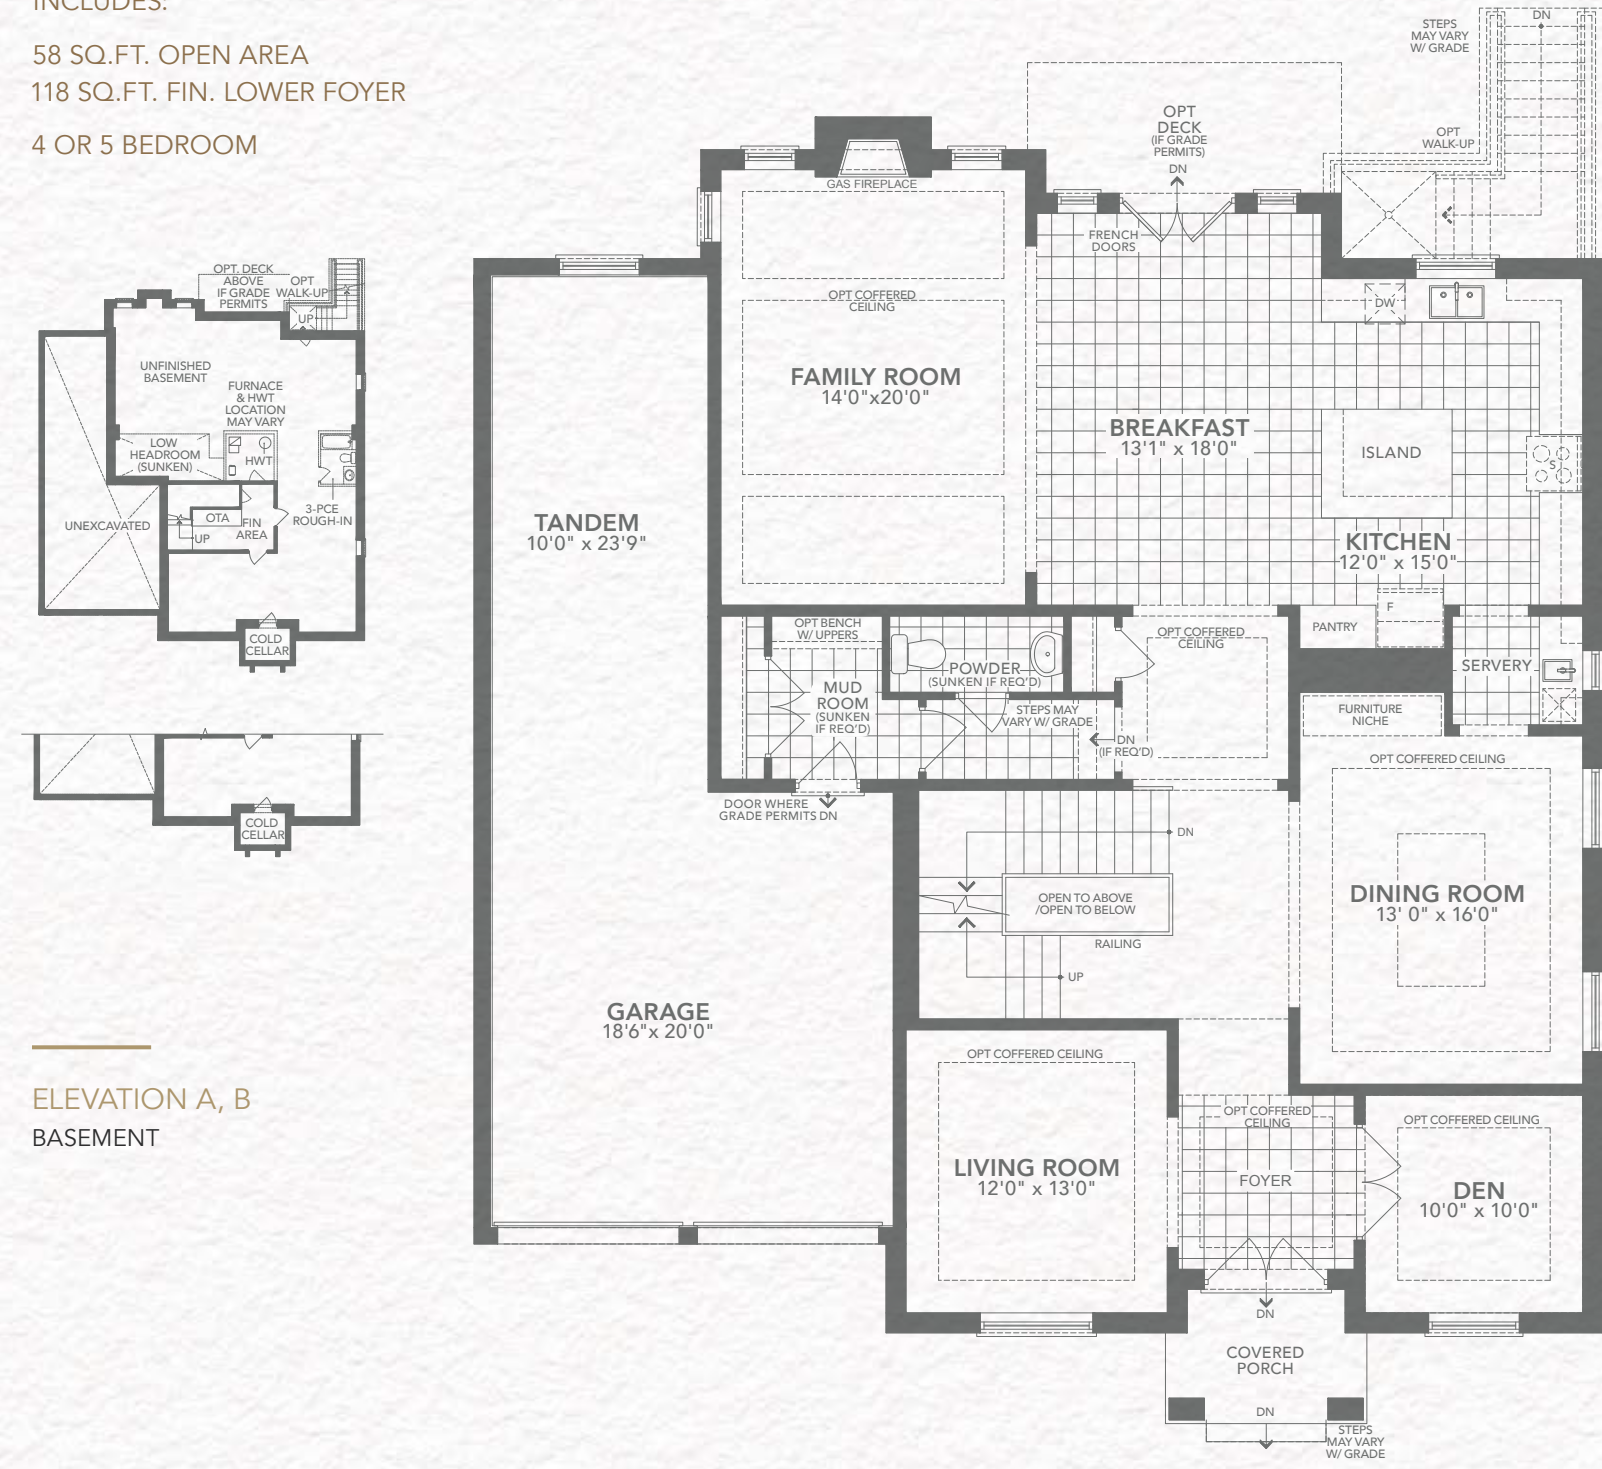 INCLUDES:
58 SQ.FT. OPEN AREA
118 SQ.FT. FIN. LOWER FOYER
4 OR 5 BEDROOM
OPT. DECK
ABOVE
IF GRADE
PERMITS
OPT
WALK-UP
UP
UNFINISHED
BASEMENT
FURNACE
& HWT
LOCATION
MAY VARY
LOW
HEADROOM
(SUNKEN)
HWT
3-PCE
ROUGH-IN
UNEXCAVATED
OTA
FIN
AREA
UP
COLD
CELLAR
COLD
CELLAR
ELEVATION A, B
BASEMENT
STEPS
MAY VARY
W/ GRADE
DN
OPT
WALK-UP
OPT
DECK
(IF GRADE
PERMITS)
DN
GAS FIREPLACE
FRENCH
DOORS
OPT COFFERED
CEILING
FAMILY ROOM
14'0"x20'0"
DW
BREAKFAST
13'1" x 18'0"
ISLAND
S
KITCHEN
12'0" x 15'0"
TANDEM
10'0" x 23'9"
F
PANTRY
OPT BENCH
W/ UPPERS
POWDER
(SUNKEN IF REQ'D)
OPT COFFERED
CEILING
SERVERY
MUD
ROOM
(SUNKEN
IF REQ'D)
STEPS MAY
VARY W/ GRADE
DN
(IF REQ'D)
FURNITURE
NICHE
DOOR WHERE
GRADE PERMITS DN
OPT COFFERED CEILING
DN
OPEN TO ABOVE
/OPEN TO BELOW
RAILING
UP
DINING ROOM
13' 0" x 16'0"
GARAGE
18'6"x 20'0"
OPT COFFERED CEILING
LIVING ROOM
12'0" x 13'0"
OPT COFFERED
CEILING
FOYER
OPT COFFERED CEILING
DEN
10'0" x 10'0"
DN
COVERED
PORCH
DN
STEPS
MAY VARY
W/ GRADE